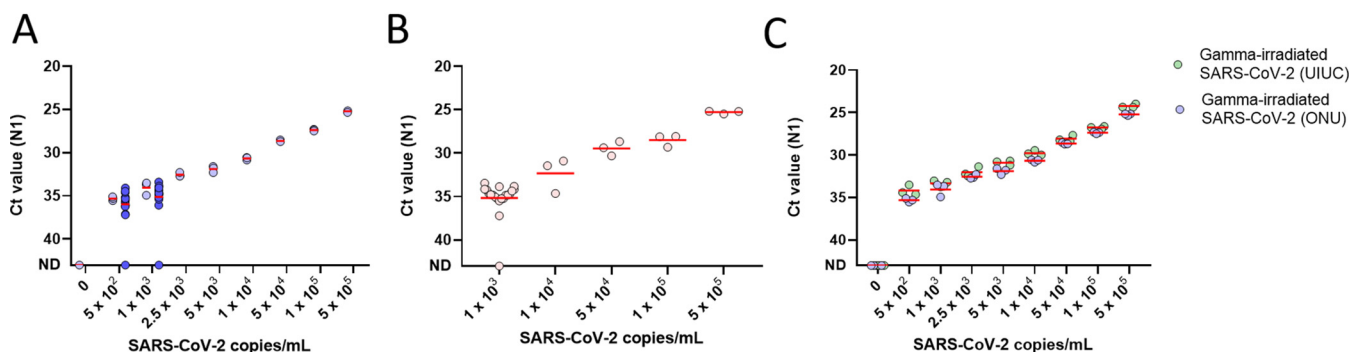 A
Ct value (N1)
20
25
30
35
40
ND
0
5 x 10²
1 x 10³
2.5 x 10³
5 x 10³
1 x 10⁴
5 x 10⁴
1 x 10⁵
5 x 10⁵
SARS-CoV-2 copies/mL
B
Ct value (N1)
20
25
30
35
40
ND
1 x 10³
1 x 10⁴
5 x 10⁴
1 x 10⁵
5 x 10⁵
SARS-CoV-2 copies/mL
C
Ct value (N1)
20
25
30
35
40
ND
0
5 x 10²
1 x 10³
2.5 x 10³
5 x 10³
1 x 10⁴
5 x 10⁴
1 x 10⁵
5 x 10⁵
SARS-CoV-2 copies/mL
Gamma-irradiated
SARS-CoV-2 (UIUC)
Gamma-irradiated
SARS-CoV-2 (ONU)